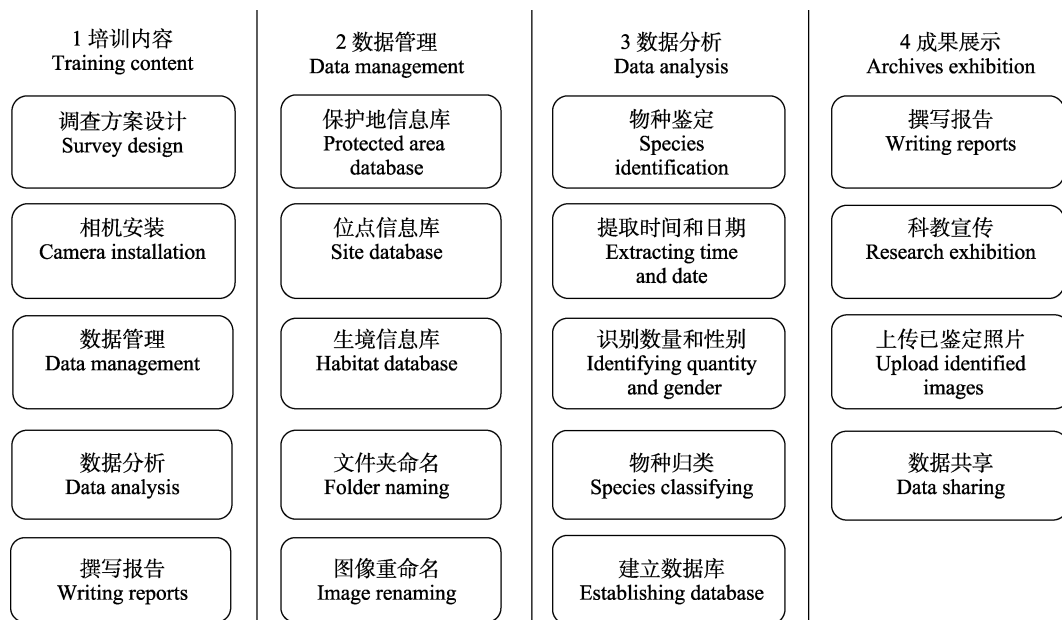 1 培训内容
Training content
调查方案设计
Survey design
相机安装
Camera installation
数据管理
Data management
数据分析
Data analysis
撰写报告
Writing reports
2 数据管理
Data management
保护地信息库
Protected area
database
位点信息库
Site database
生境信息库
Habitat database
文件夹命名
Folder naming
图像重命名
Image renaming
3 数据分析
Data analysis
物种鉴定
Species
identification
提取时间和日期
Extracting time
and date
识别数量和性别
Identifying quantity
and gender
物种归类
Species classifying
建立数据库
Establishing database
4 成果展示
Archives exhibition
撰写报告
Writing reports
科教宣传
Research exhibition
上传已鉴定照片
Upload identified
images
数据共享
Data sharing